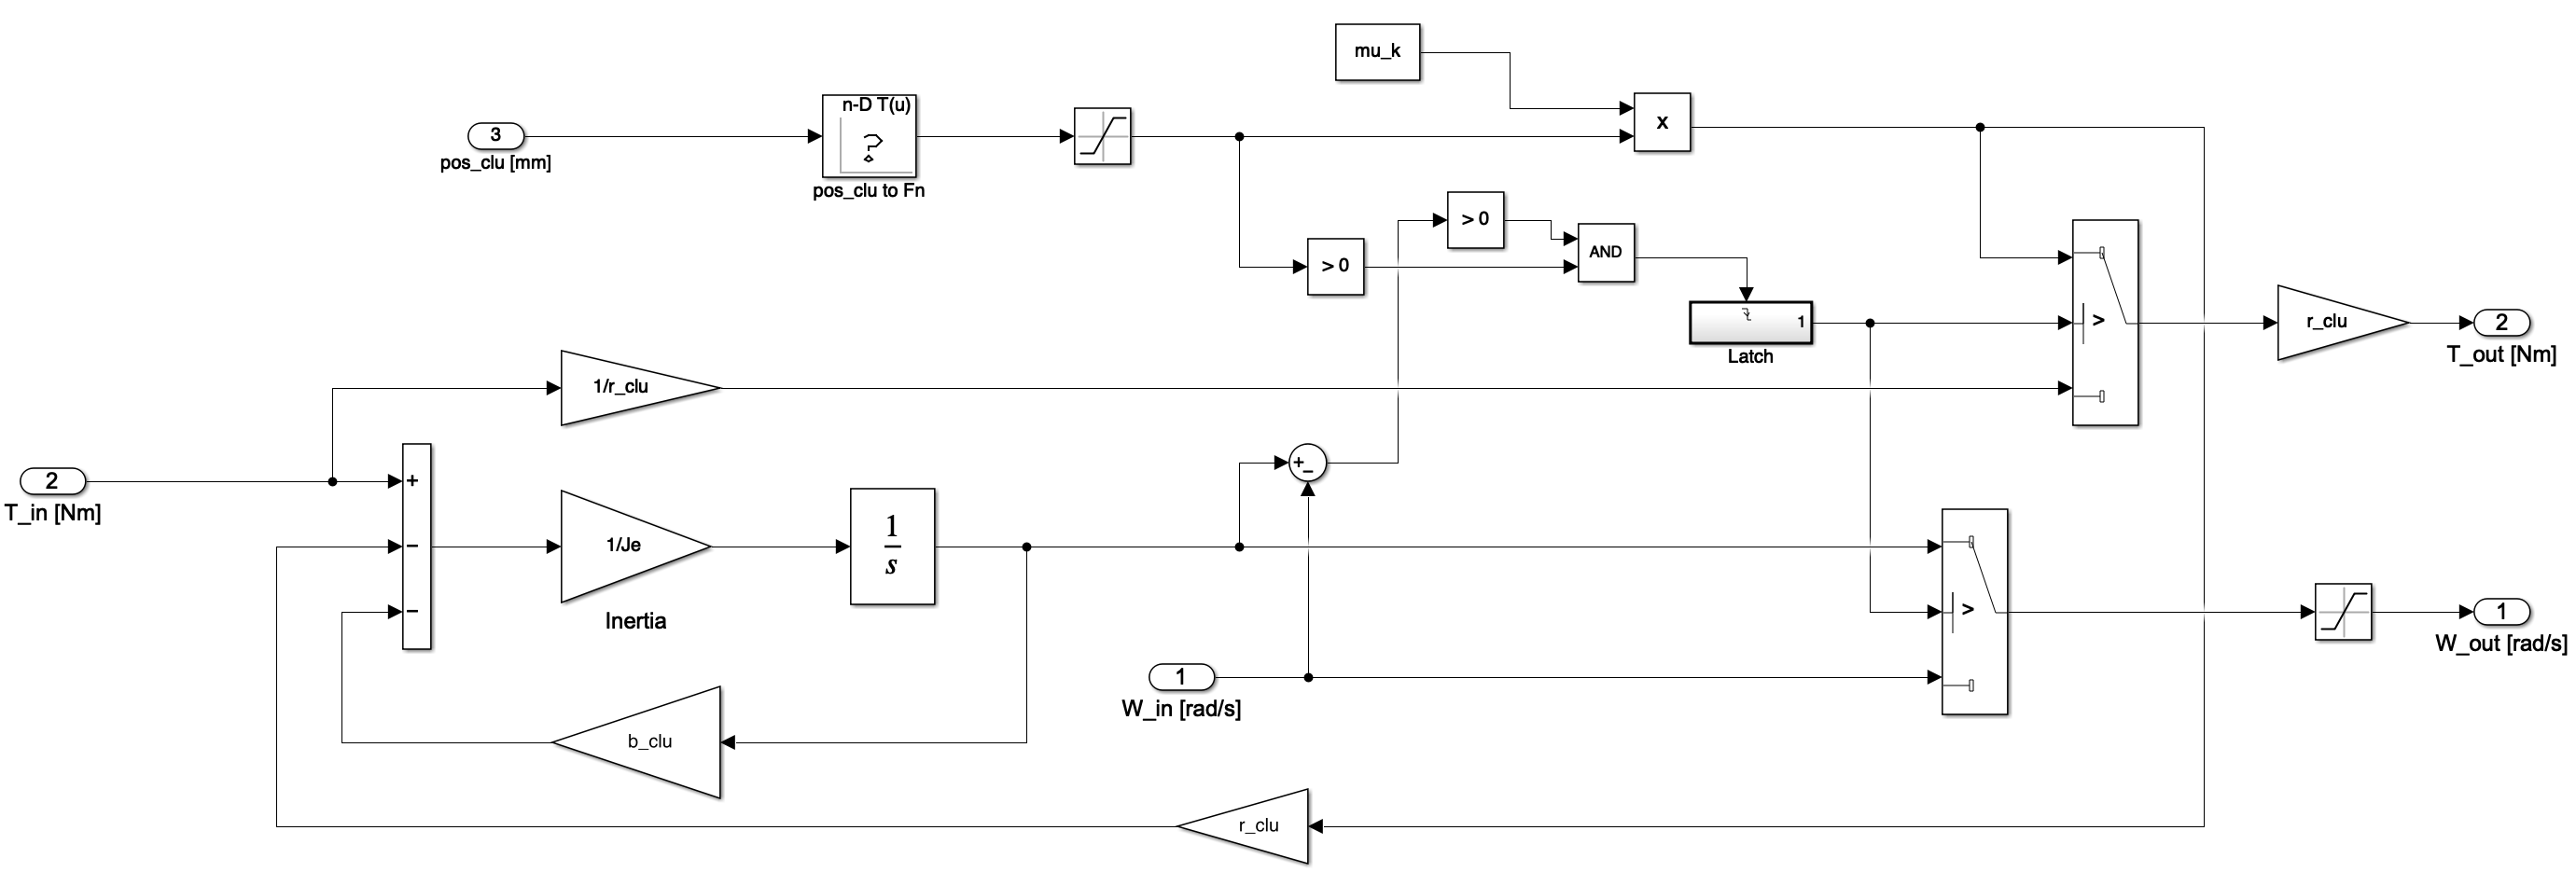 mu_k
n-D T(u)
3
pos_clu [mm]
pos_clu to Fn
x
> 0
> 0
AND
1
Latch
>
r_clu
2
T_out [Nm]
1/r_clu
2
T_in [Nm]
+
−
−
1/Je
Inertia
1
s
+
−
>
1
W_in [rad/s]
1
W_out [rad/s]
b_clu
r_clu